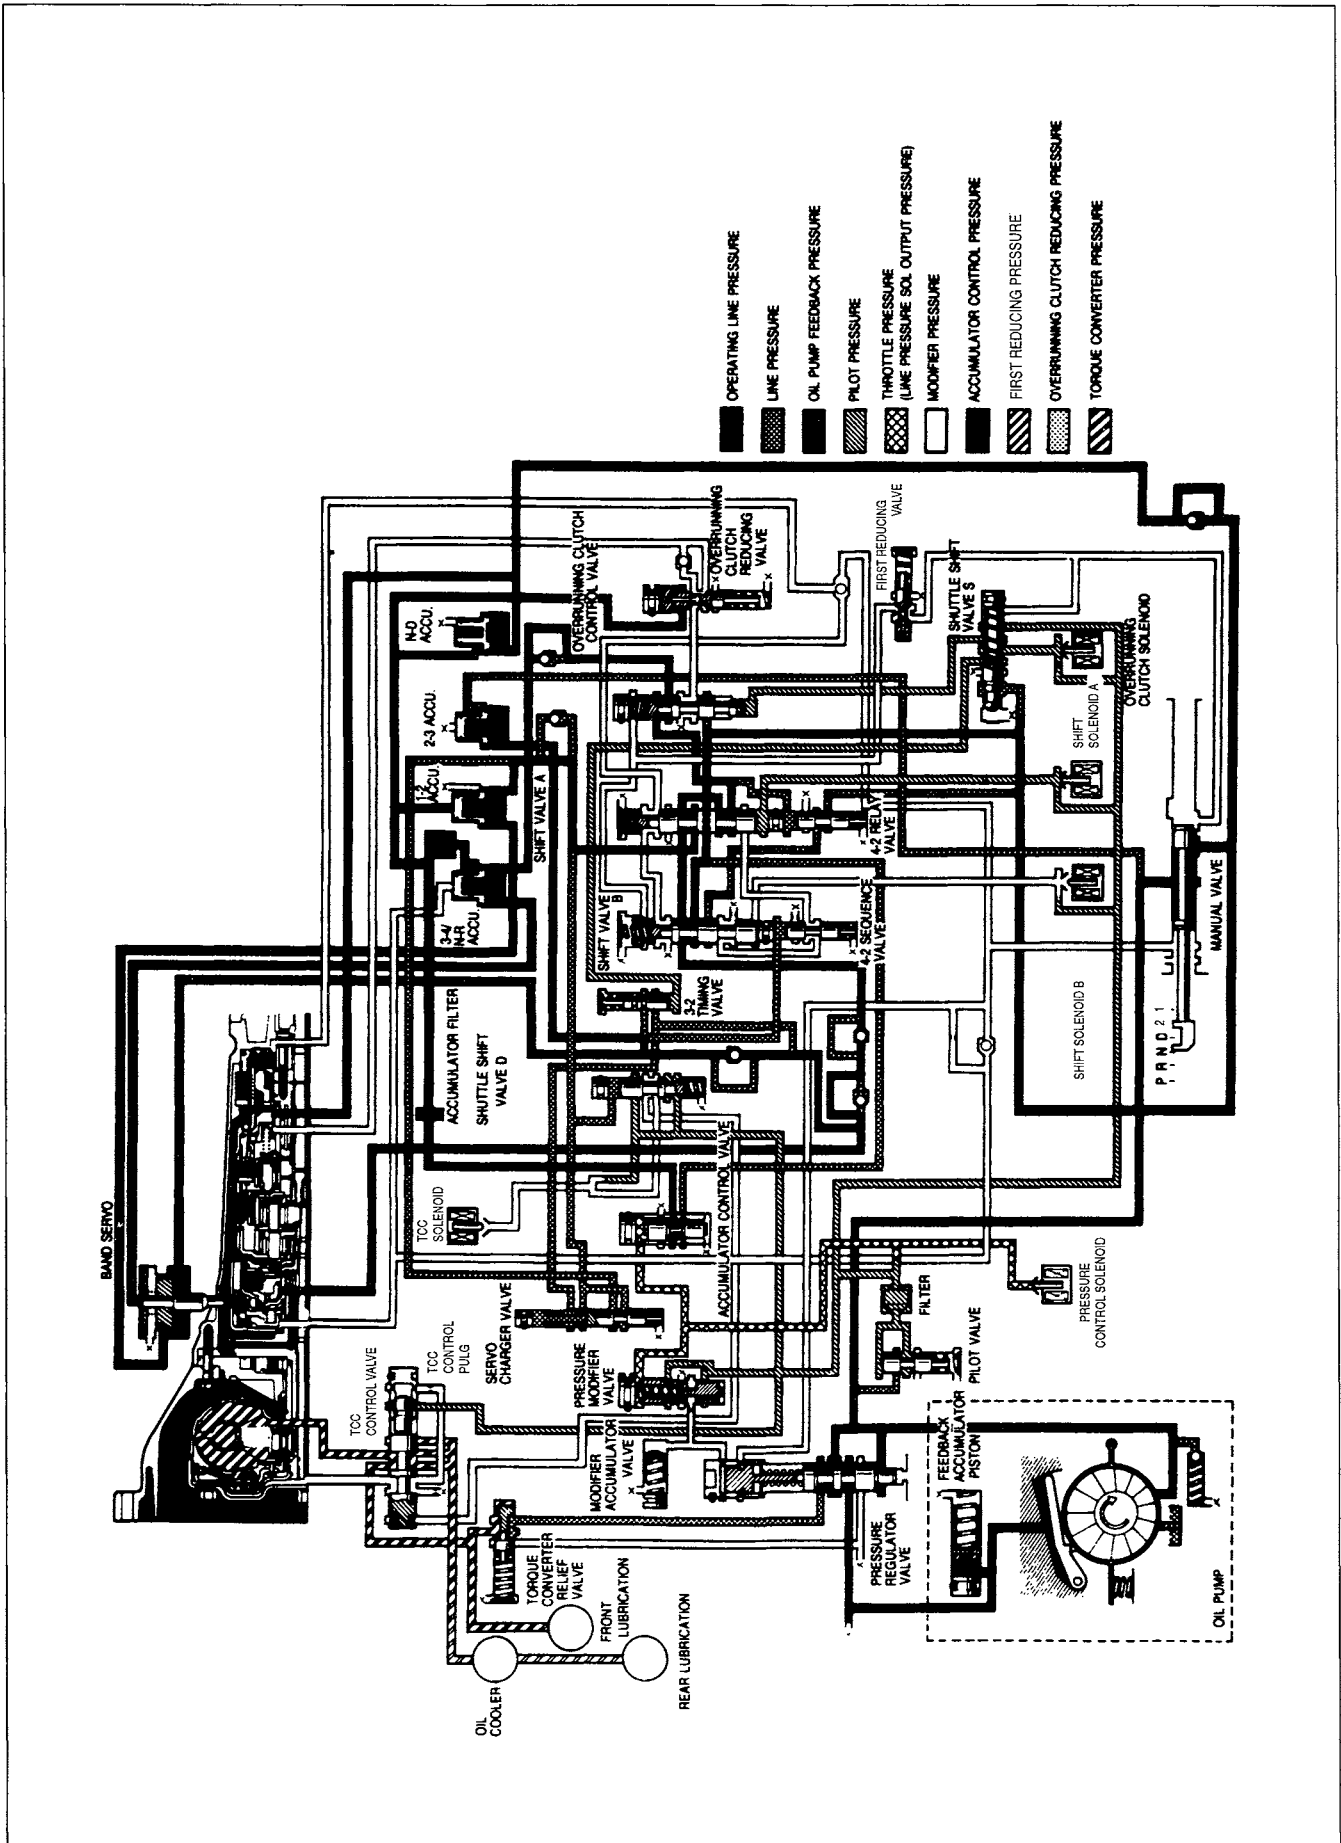 BAND SERVO
TCC
CONTROL VALVE
TCC
CONTROL
PULG
TCC
SOLENOID
ACCUMULATOR FILTER
SHUTTLE SHIFT
VALVE D
3-4/
N-R
ACCU.
1-2
ACCU.
2-3 ACCU.
N-D
ACCU.
SHIFT VALVE A
OVERRUNNING CLUTCH
CONTROL VALVE
OVERRUNNING
CLUTCH
REDUCING
VALVE
SERVO
CHARGER VALVE
PRESSURE
MODIFIER
VALVE
ACCUMULATOR CONTROL VALVE
3-2
TIMING
VALVE
SHIFT VALVE
B
4-2 SEQUENCE
VALVE
4-2 RELAY
VALVE
FIRST REDUCING
VALVE
SHUTTLE SHIFT
VALVE S
OIL
COOLER
TORQUE
CONVERTER
RELIEF
VALVE
FRONT
LUBRICATION
REAR LUBRICATION
MODIFIER
ACCUMULATOR
VALVE
PRESSURE
REGULATOR
VALVE
FEEDBACK
ACCUMULATOR
PISTON
PILOT VALVE
FILTER
PRESSURE
CONTROL SOLENOID
SHIFT SOLENOID B
SHIFT
SOLENOID A
OVERRUNNING
CLUTCH SOLENOID
P R N D 2 1
MANUAL VALVE
OIL PUMP
OPERATING LINE PRESSURE
LINE PRESSURE
OIL PUMP FEEDBACK PRESSURE
PILOT PRESSURE
THROTTLE PRESSURE
(LINE PRESSURE SOL OUTPUT PRESSURE)
MODIFIER PRESSURE
ACCUMULATOR CONTROL PRESSURE
FIRST REDUCING PRESSURE
OVERRUNNING CLUTCH REDUCING PRESSURE
TORQUE CONVERTER PRESSURE